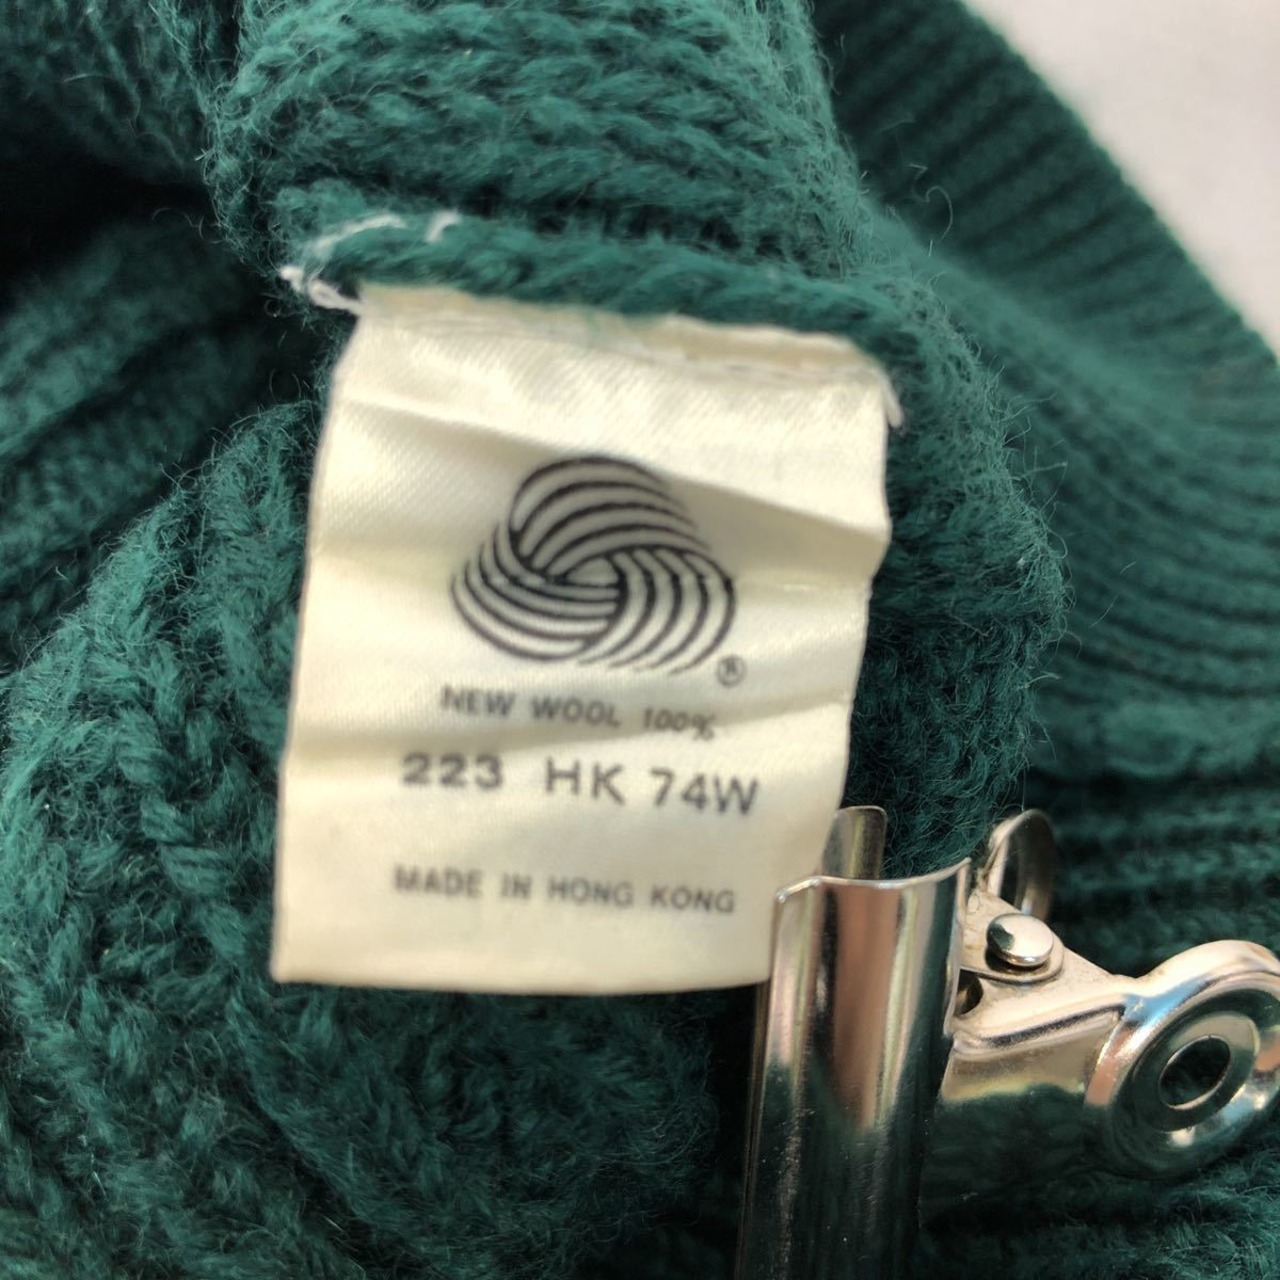 ®
NEW WOOL 100%
223 HK 74W
MADE IN HONG KONG